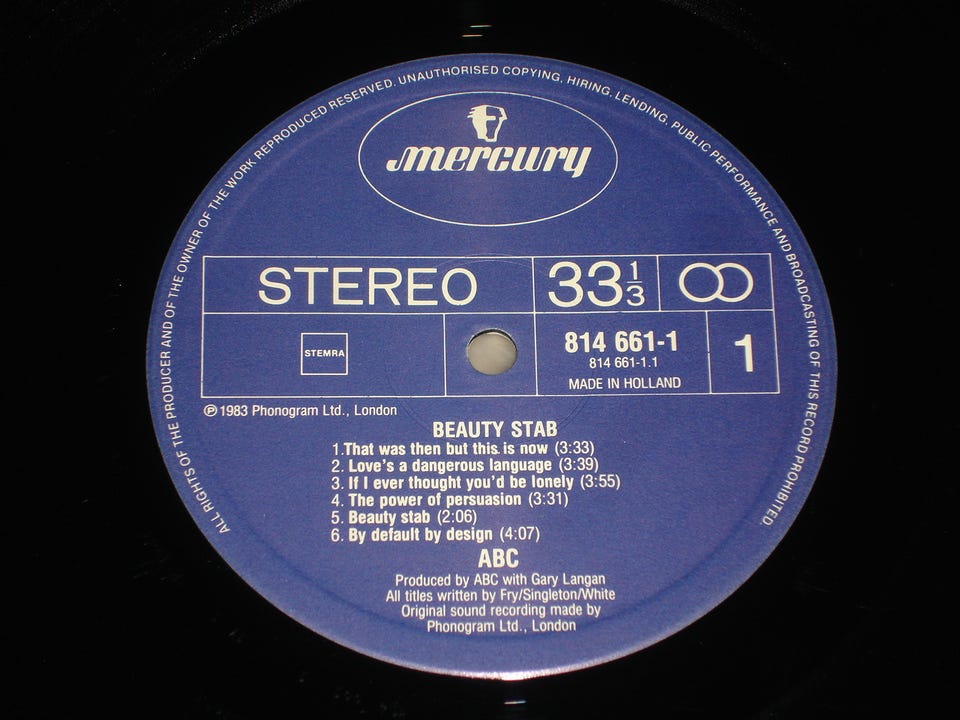 ALL RIGHTS OF THE PRODUCER AND OF THE OWNER OF THE WORK REPRODUCED RESERVED. UNAUTHORISED COPYING, HIRING, LENDING, PUBLIC PERFORMANCE AND BROADCASTING OF THIS RECORD PROHIBITED.
mercury
STEREO 33 1/3
STEMRA
814 661-1
814 661-1.1
MADE IN HOLLAND
1
℗ 1983 Phonogram Ltd., London
BEAUTY STAB
1.That was then but this.is now (3:33)
2. Love's a dangerous language (3:39)
3. If I ever thought you'd be lonely (3:55)
4. The power of persuasion (3:31)
5. Beauty stab (2:06)
6. By default by design (4:07)
ABC
Produced by ABC with Gary Langan
All titles written by Fry/Singleton/White
Original sound recording made by
Phonogram Ltd., London